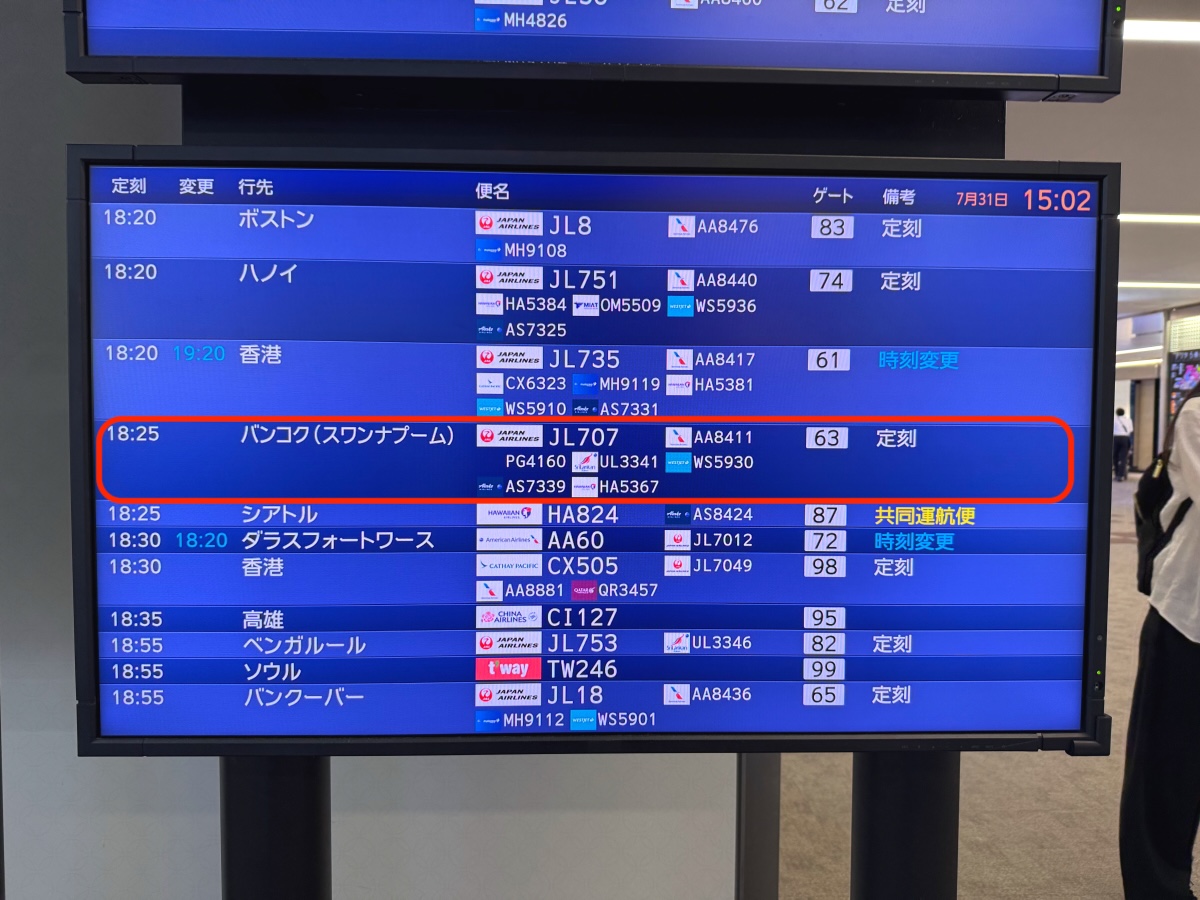 MH4826
62 定刻
定刻 変更 行先 便名 ゲート 備考 7月31日 15:02
18:20 ボストン JAPAN AIRLINES JL8 AA8476 83 定刻
MH9108
18:20 ハノイ JAPAN AIRLINES JL751 AA8440 74 定刻
HA5384 MIAT OM5509 WS5936
AS7325
18:20 19:20 香港 JAPAN AIRLINES JL735 AA8417 61 時刻変更
CX6323 MH9119 HA5381
WS5910 AS7331
18:25 バンコク(スワンナプーム) JAPAN AIRLINES JL707 AA8411 63 定刻
PG4160 UL3341 WS5930
AS7339 HA5367
18:25 シアトル HAWAIIAN AIRLINES HA824 AS8424 87 共同運航便
18:30 18:20 ダラスフォートワース American Airlines AA60 JL7012 72 時刻変更
18:30 香港 CATHAY PACIFIC CX505 JL7049 98 定刻
AA8881 QATAR QR3457
18:35 高雄 CHINA AIRLINES CI127 95
18:55 ベンガルール JAPAN AIRLINES JL753 UL3346 82 定刻
18:55 ソウル t'way TW246 99
18:55 バンクーバー JAPAN AIRLINES JL18 AA8436 65 定刻
MH9112 WS5901